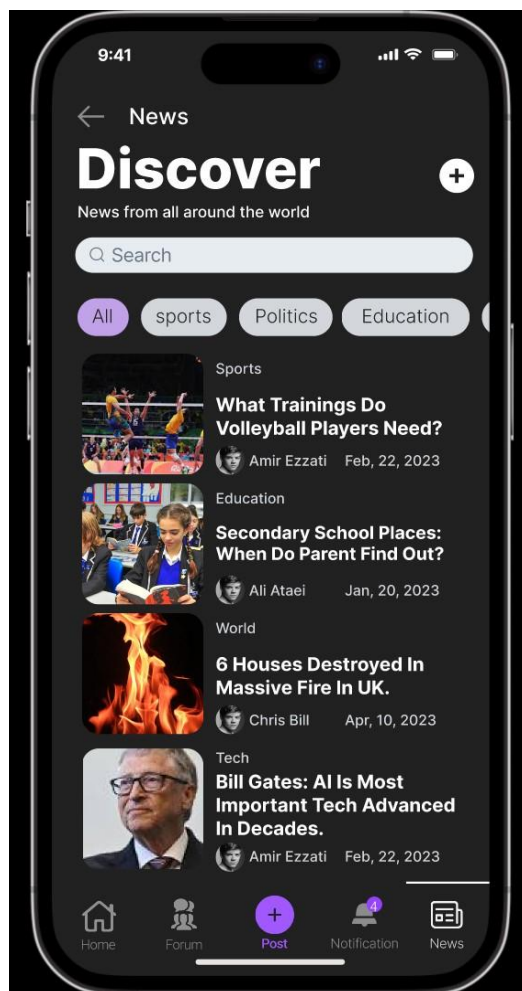 9:41
News
Discover
News from all around the world
Search
All
sports
Politics
Education
Sports
What Trainings Do
Volleyball Players Need?
Amir Ezzati Feb, 22, 2023
Education
Secondary School Places:
When Do Parent Find Out?
Ali Ataei Jan, 20, 2023
World
6 Houses Destroyed In
Massive Fire In UK.
Chris Bill Apr, 10, 2023
Tech
Bill Gates: AI Is Most
Important Tech Advanced
In Decades.
Amir Ezzati Feb, 22, 2023
4
Home
Forum
Post
Notification
News